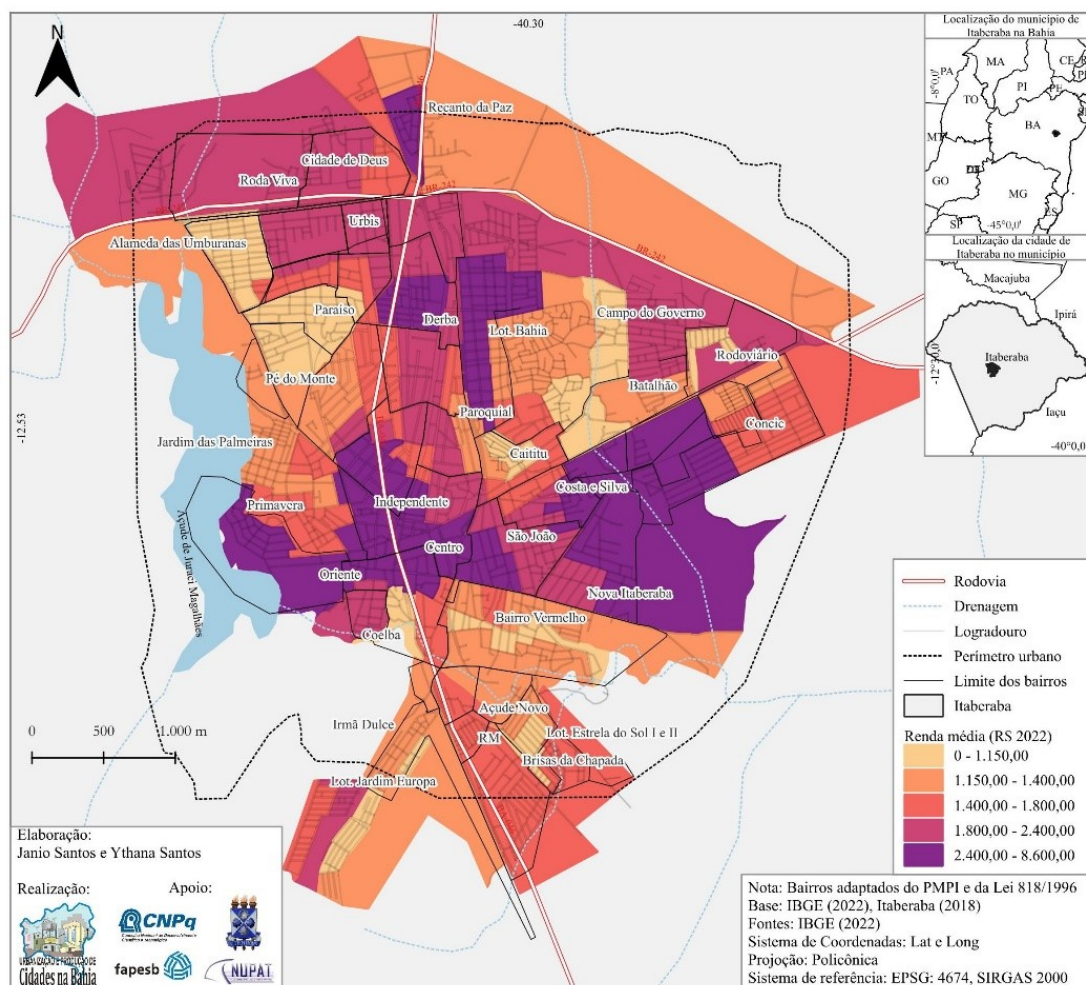 -40.30
N
-12.53
Recanto da Paz
Cidade de Deus
Roda Viva
BR-242
Urbis
Alameda das Umburanas
BR-242
Paraíso
Derba
Campo do Governo
Lot. Bahia
Rodoviário
Pé do Monte
Batalhão
Paroquial
Concic
Jardim das Palmeiras
Caititu
Costa e Silva
Primavera
Independente
São João
Centro
Açude de Juraci Magalhães
Oriente
Nova Itaberaba
Bairro Vermelho
Coelba
Açude Novo
Irmã Dulce
Lot. Estrela do Sol I e II
RM
Brisas da Chapada
Lot. Jardim Europa
0 500 1.000 m
Localização do município de
Itaberaba na Bahia
-8°0,0'
PA
MA
CE
PI
PE
TO
BA
MT
DF
GO
MG
ES
SP
-45°0,0'
Localização da cidade de
Itaberaba no município
Macajuba
Ipirá
Itaberaba
Iaçu
-40°0,0'
Rodovia
Drenagem
Logradouro
Perímetro urbano
Limite dos bairros
Itaberaba
Renda média (RS 2022)
0 - 1.150,00
1.150,00 - 1.400,00
1.400,00 - 1.800,00
1.800,00 - 2.400,00
2.400,00 - 8.600,00
Elaboração:
Janio Santos e Ythana Santos
Realização:
Apoio:
CNPq
URBANIZAÇÃO E PRODUÇÃO DE
Cidades na Bahia
fapesb
NUPAT
Nota: Bairros adaptados do PMPI e da Lei 818/1996
Base: IBGE (2022), Itaberaba (2018)
Fontes: IBGE (2022)
Sistema de Coordenadas: Lat e Long
Projeção: Policônica
Sistema de referência: EPSG: 4674, SIRGAS 2000